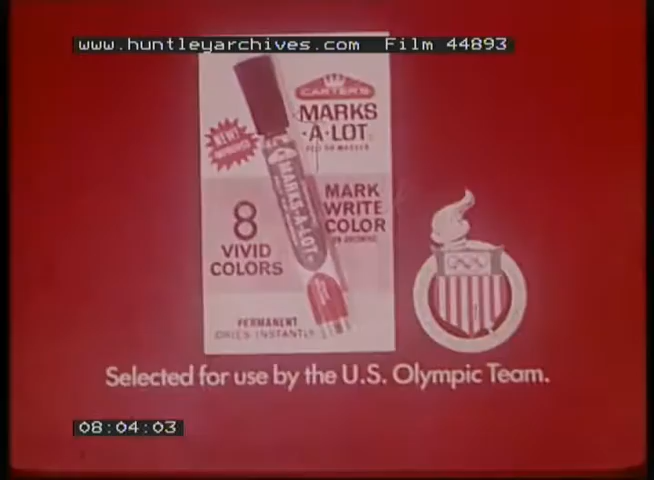 www.huntleyarchives.com Film 44893
CARTER'S
MARKS
·A·LOT
NEW!
MARK
WRITE
COLOR
8
VIVID
COLORS
MARKS-A-LOT
PERMANENT
DRIES INSTANTLY
Selected for use by the U.S. Olympic Team.
08:04:03